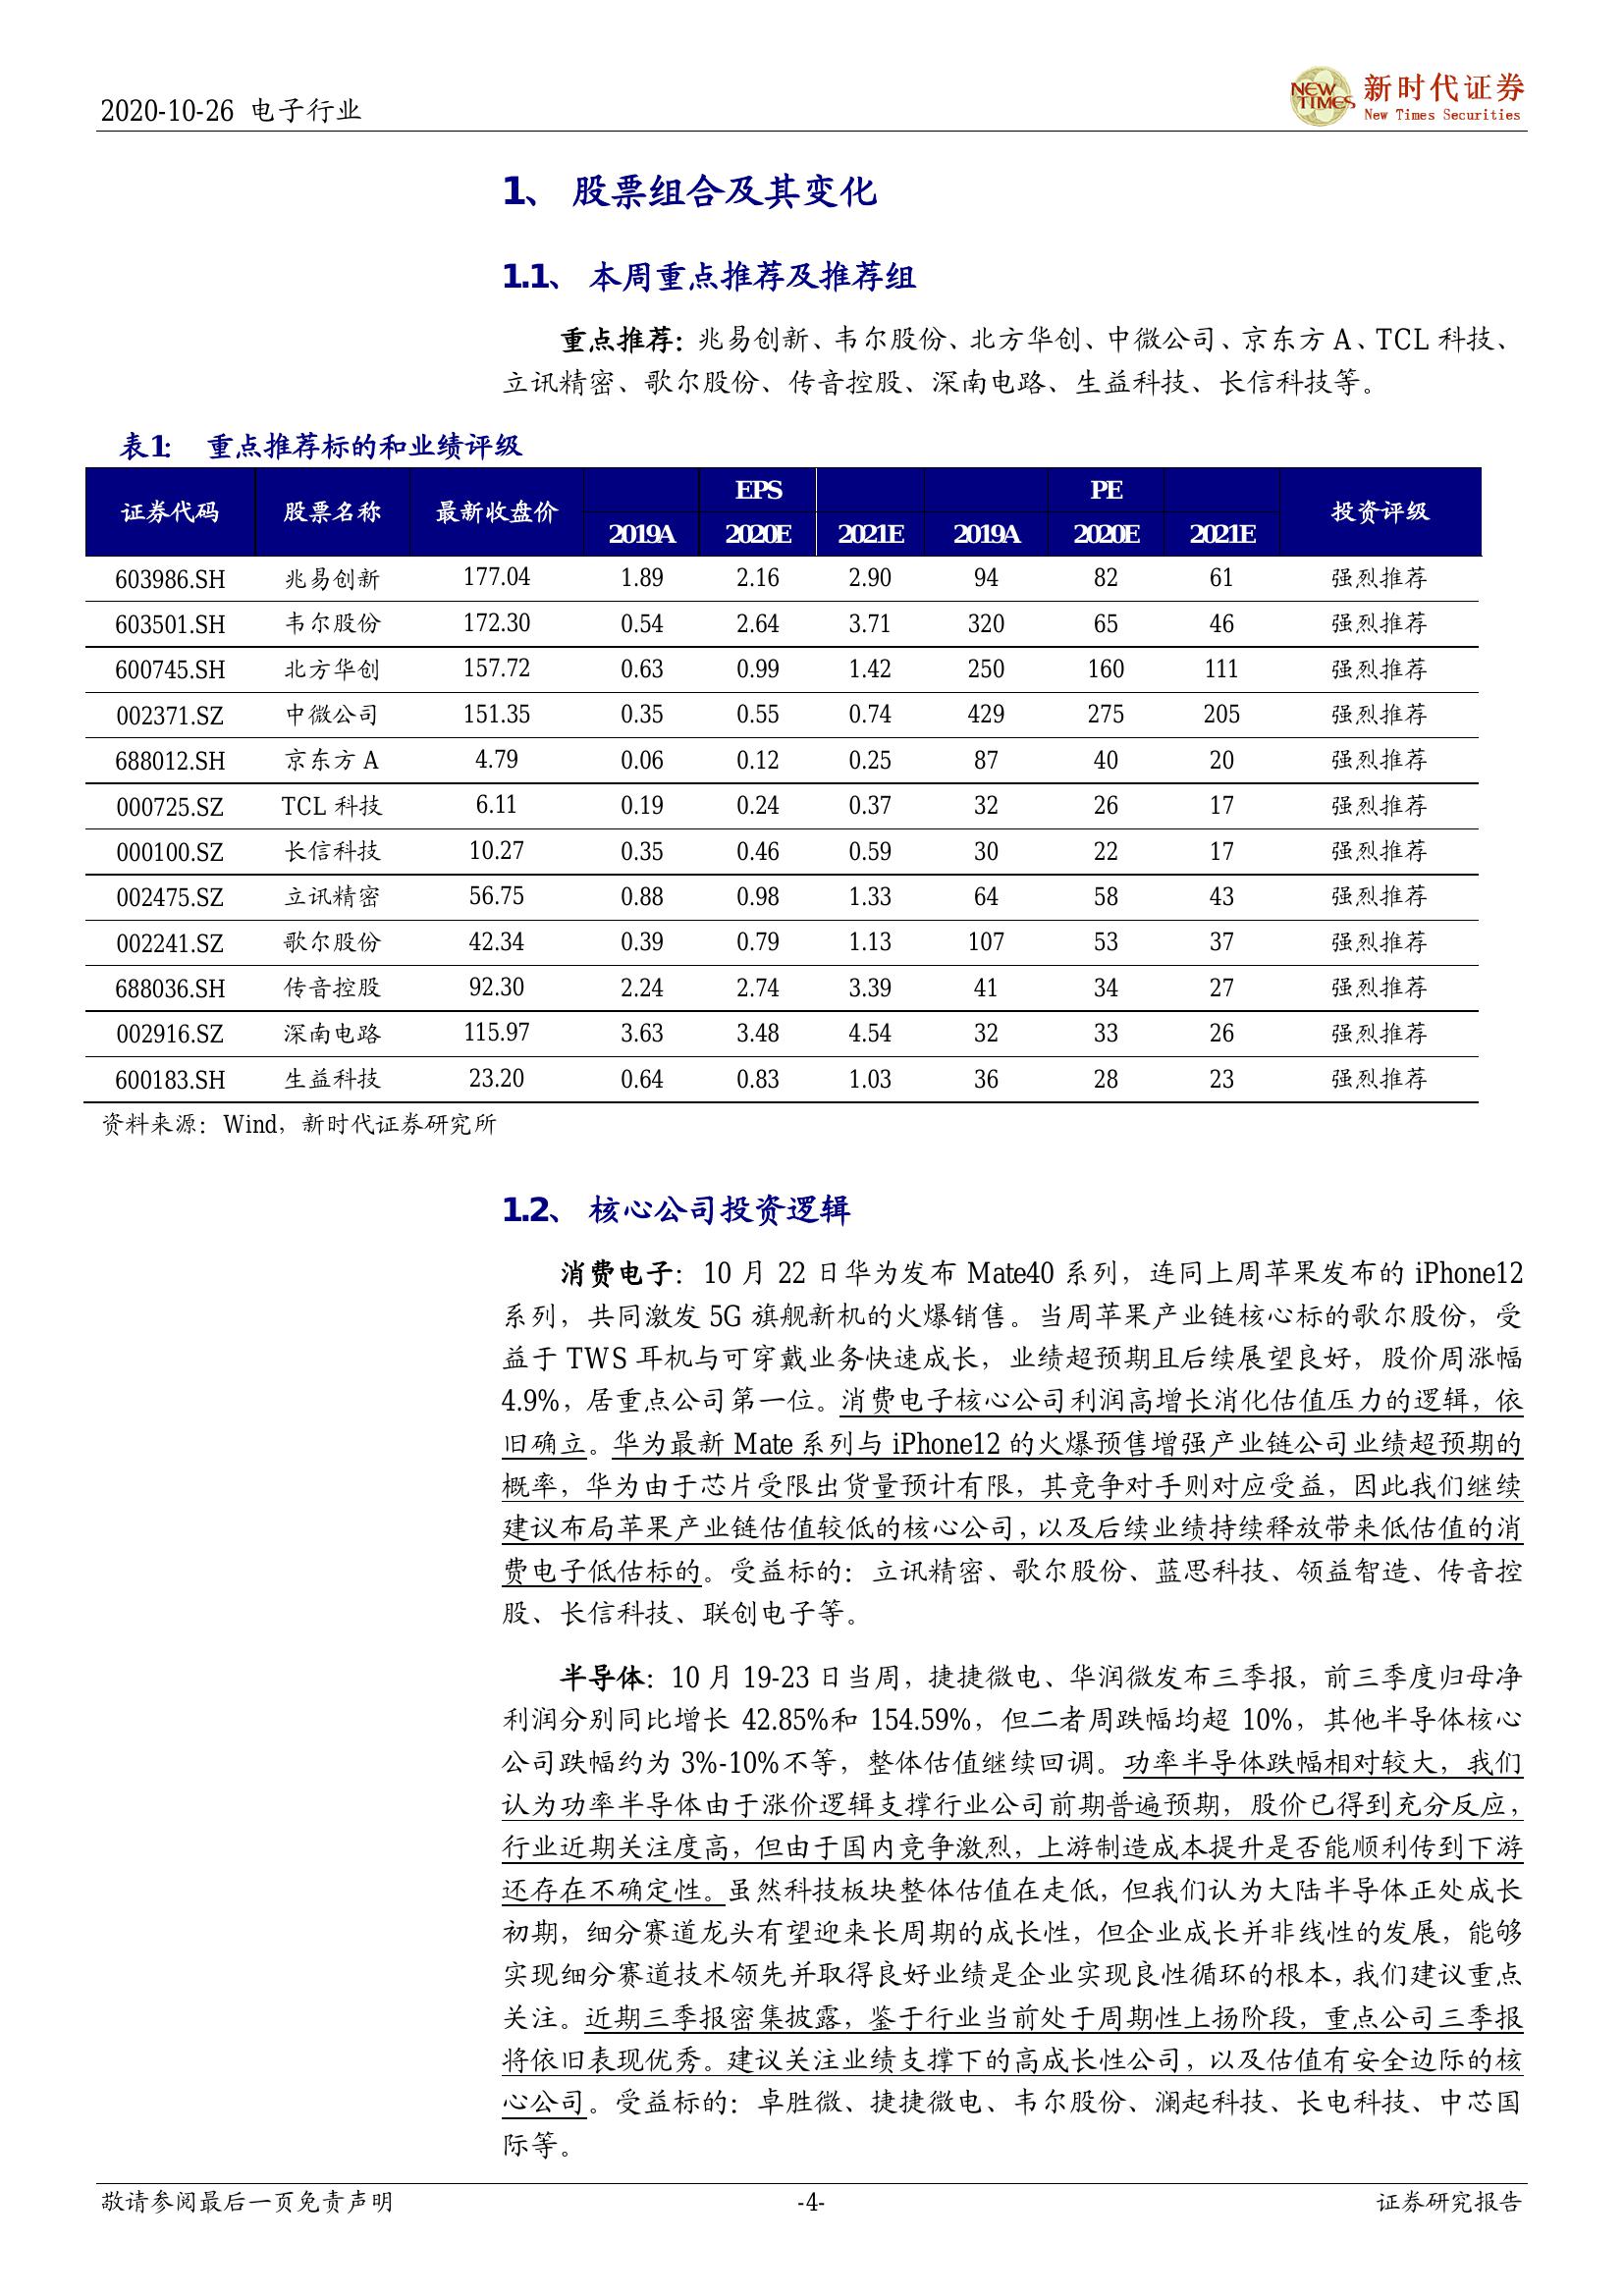 2020-10-26 电子行业
NEW TIMES 新时代证券
New Times Securities
1、 股票组合及其变化
1.1、 本周重点推荐及推荐组
重点推荐：兆易创新、韦尔股份、北方华创、中微公司、京东方 A、TCL 科技、
立讯精密、歌尔股份、传音控股、深南电路、生益科技、长信科技等。
表1： 重点推荐标的和业绩评级
证券代码 股票名称 最新收盘价 EPS PE 投资评级
2019A 2020E 2021E 2019A 2020E 2021E
603986.SH 兆易创新 177.04 1.89 2.16 2.90 94 82 61 强烈推荐
603501.SH 韦尔股份 172.30 0.54 2.64 3.71 320 65 46 强烈推荐
600745.SH 北方华创 157.72 0.63 0.99 1.42 250 160 111 强烈推荐
002371.SZ 中微公司 151.35 0.35 0.55 0.74 429 275 205 强烈推荐
688012.SH 京东方 A 4.79 0.06 0.12 0.25 87 40 20 强烈推荐
000725.SZ TCL 科技 6.11 0.19 0.24 0.37 32 26 17 强烈推荐
000100.SZ 长信科技 10.27 0.35 0.46 0.59 30 22 17 强烈推荐
002475.SZ 立讯精密 56.75 0.88 0.98 1.33 64 58 43 强烈推荐
002241.SZ 歌尔股份 42.34 0.39 0.79 1.13 107 53 37 强烈推荐
688036.SH 传音控股 92.30 2.24 2.74 3.39 41 34 27 强烈推荐
002916.SZ 深南电路 115.97 3.63 3.48 4.54 32 33 26 强烈推荐
600183.SH 生益科技 23.20 0.64 0.83 1.03 36 28 23 强烈推荐
资料来源：Wind，新时代证券研究所
1.2、 核心公司投资逻辑
消费电子：10 月 22 日华为发布 Mate40 系列，连同上周苹果发布的 iPhone12
系列，共同激发 5G 旗舰新机的火爆销售。当周苹果产业链核心标的歌尔股份，受
益于 TWS 耳机与可穿戴业务快速成长，业绩超预期且后续展望良好，股价周涨幅
4.9%，居重点公司第一位。消费电子核心公司利润高增长消化估值压力的逻辑，依
旧确立。华为最新 Mate 系列与 iPhone12 的火爆预售增强产业链公司业绩超预期的
概率，华为由于芯片受限出货量预计有限，其竞争对手则对应受益，因此我们继续
建议布局苹果产业链估值较低的核心公司，以及后续业绩持续释放带来低估值的消
费电子低估标的。受益标的：立讯精密、歌尔股份、蓝思科技、领益智造、传音控
股、长信科技、联创电子等。
半导体：10 月 19-23 日当周，捷捷微电、华润微发布三季报，前三季度归母净
利润分别同比增长 42.85%和 154.59%，但二者周跌幅均超 10%，其他半导体核心
公司跌幅约为 3%-10%不等，整体估值继续回调。功率半导体跌幅相对较大，我们
认为功率半导体由于涨价逻辑支撑行业公司前期普遍预期，股价已得到充分反应，
行业近期关注度高，但由于国内竞争激烈，上游制造成本提升是否能顺利传到下游
还存在不确定性。虽然科技板块整体估值在走低，但我们认为大陆半导体正处成长
初期，细分赛道龙头有望迎来长周期的成长性，但企业成长并非线性的发展，能够
实现细分赛道技术领先并取得良好业绩是企业实现良性循环的根本，我们建议重点
关注。近期三季报密集披露，鉴于行业当前处于周期性上扬阶段，重点公司三季报
将依旧表现优秀。建议关注业绩支撑下的高成长性公司，以及估值有安全边际的核
心公司。受益标的：卓胜微、捷捷微电、韦尔股份、澜起科技、长电科技、中芯国
际等。
敬请参阅最后一页免责声明 -4- 证券研究报告